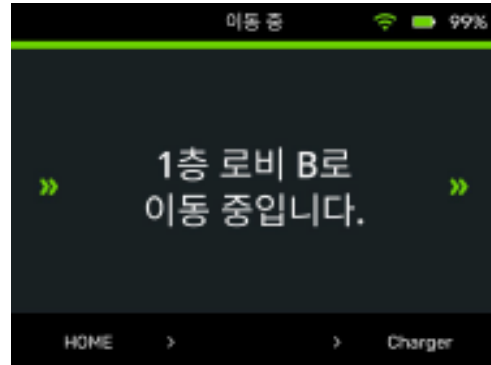 이동 중 99%
»
1층 로비 B로
이동 중입니다.
»
HOME > > Charger